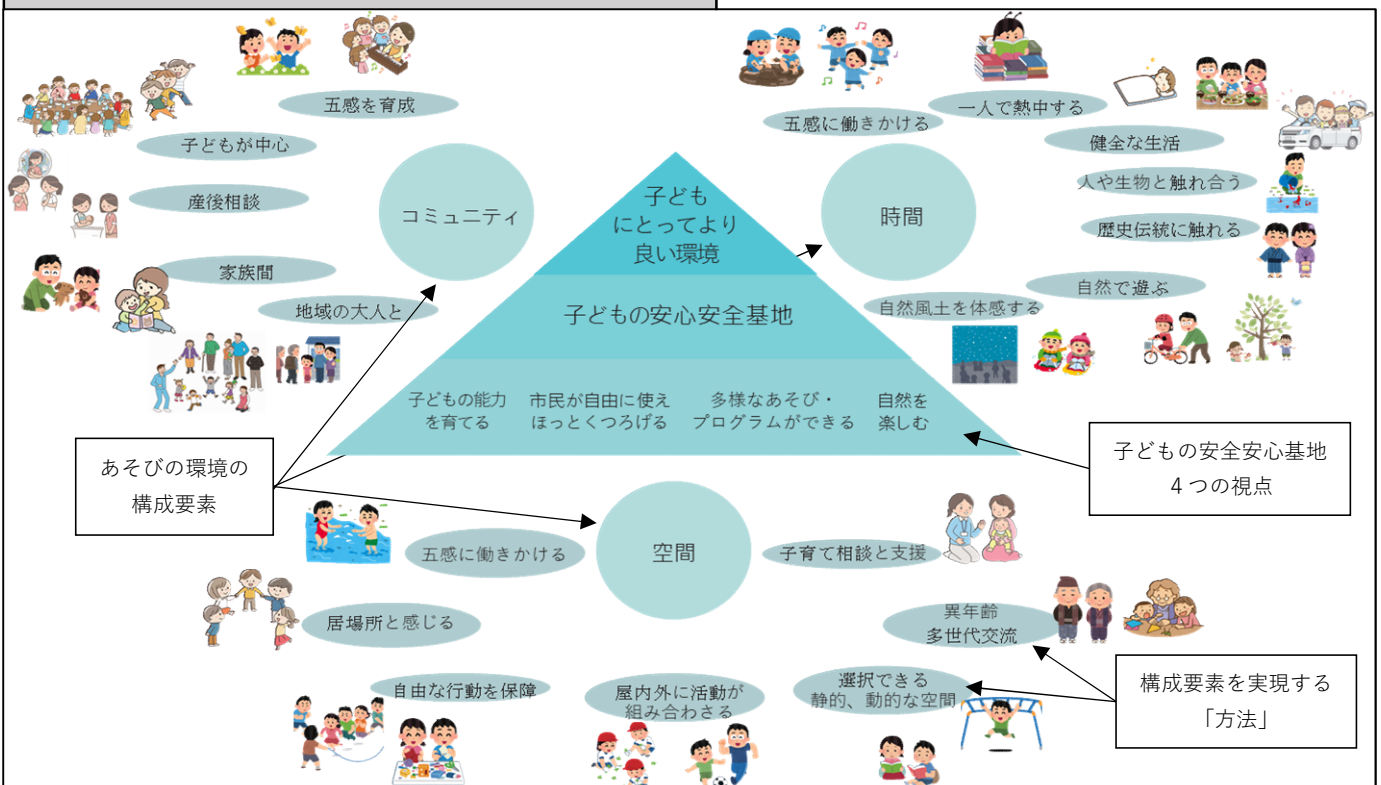 五感を育成
子どもが中心
産後相談
家族間
地域の大人と
コミュニティ
五感に働きかける
一人で熱中する
健全な生活
人や生物と触れ合う
歴史伝統に触れる
自然で遊ぶ
自然風土を体感する
時間
子ども
にとってより
良い環境
子どもの安心安全基地
子どもの能力
を育てる
市民が自由に使え
ほっとくつろげる
多様なあそび・
プログラムができる
自然を
楽しむ
あそびの環境の
構成要素
子どもの安全安心基地
4つの視点
空間
五感に働きかける
居場所と感じる
自由な行動を保障
屋内外に活動が
組み合わさる
選択できる
静的、動的な空間
異年齢
多世代交流
子育て相談と支援
構成要素を実現する
「方法」